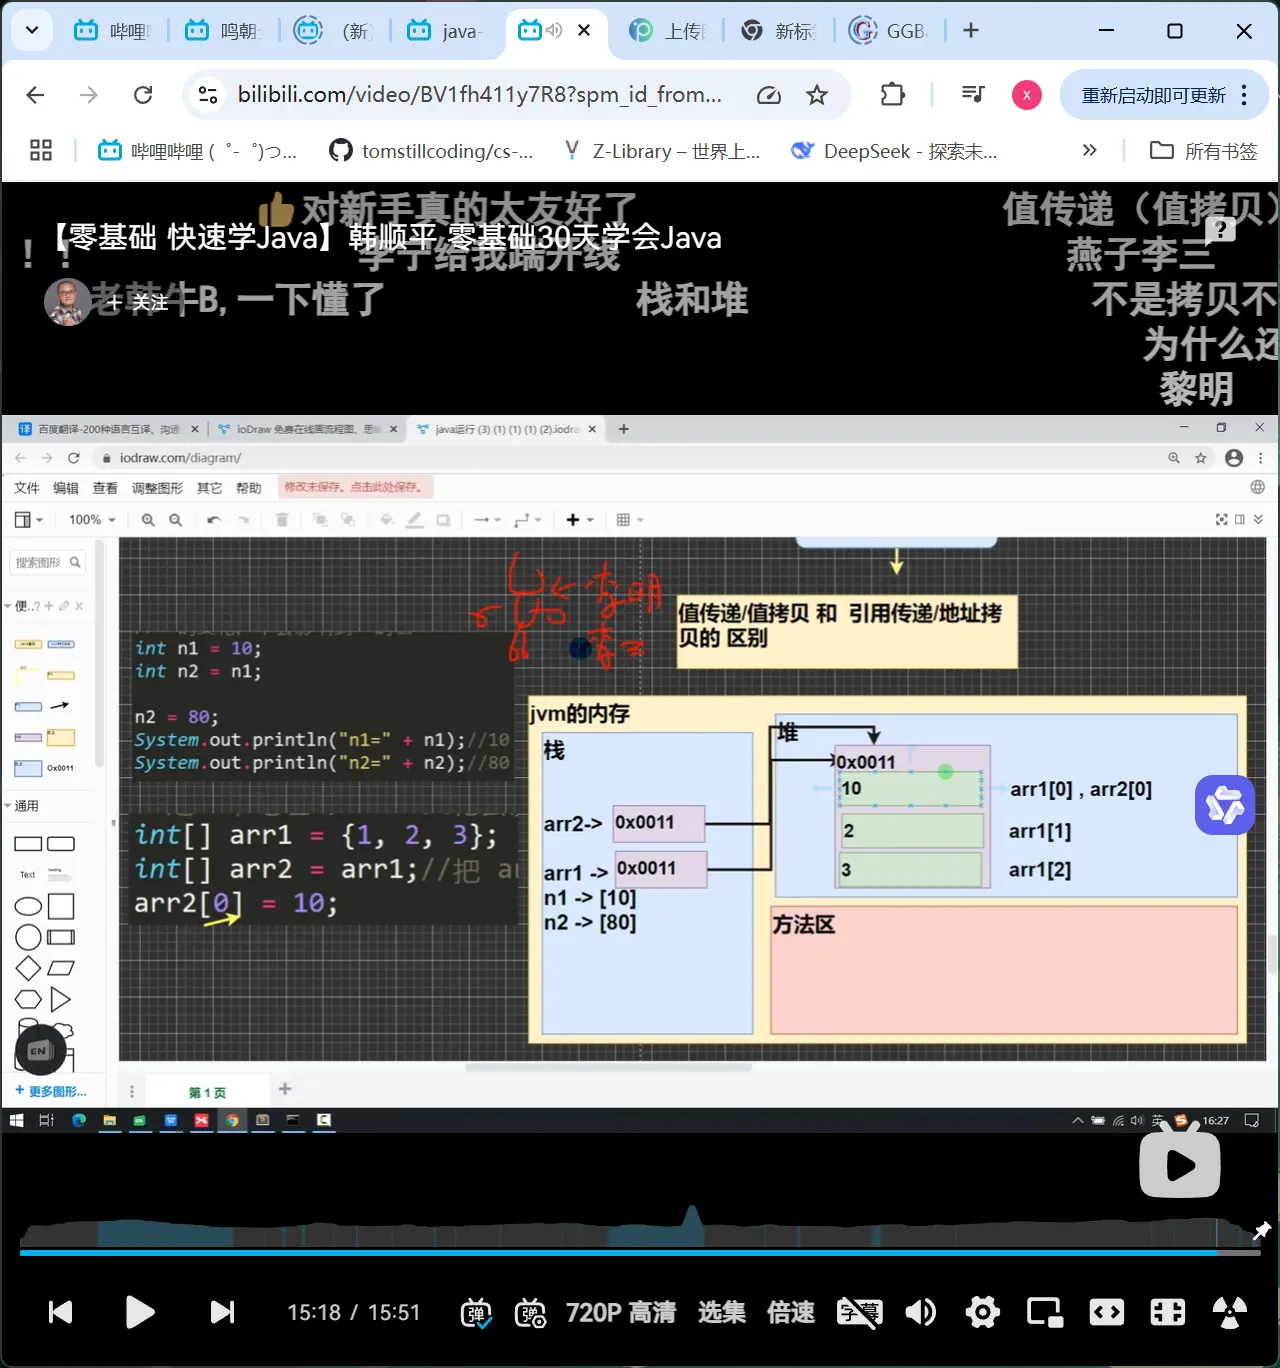 哔哩
鸣朝
（新
java-
上传
新标
GGB
bilibili.com/video/BV1fh411y7R8?spm_id_from...
X
重新启动即可更新
哔哩哔哩 (゜-゜)つ...
tomstillcoding/cs-...
Z-Library – 世界上...
DeepSeek - 探索未...
所有书签
对新手真的太友好了
值传递（值拷贝）
【零基础 快速学Java】韩顺平 零基础30天学会Java
！！
李宁给我踹开线
燕子李三
老韩牛B, 一下懂了
+ 关注
栈和堆
不是拷贝不
为什么还
黎明
百度翻译-200种语言互译、沟通
ioDraw 免费在线画流程图、思
java运行 (3) (1) (1) (1) (2).iodra
iodraw.com/diagram/
文件 编辑 查看 调整图形 其它 帮助 修改未保存。点击此处保存。
100%
搜索图形
便..?
0x0011
通用
Text
EN
+ 更多图形...
李明
李三
值传递/值拷贝 和 引用传递/地址拷
贝的 区别
int n1 = 10;
int n2 = n1;
n2 = 80;
System.out.println("n1=" + n1);//10
System.out.println("n2=" + n2);//80
int[] arr1 = {1, 2, 3};
int[] arr2 = arr1;//把 a
arr2[0] = 10;
jvm的内存
栈
arr2->
0x0011
arr1 ->
0x0011
n1 -> [10]
n2 -> [80]
堆
0x0011
10
arr1[0] , arr2[0]
2
arr1[1]
3
arr1[2]
方法区
第 1 页
英
16:27
15:18 / 15:51
弹
弹
720P 高清
选集
倍速
字幕